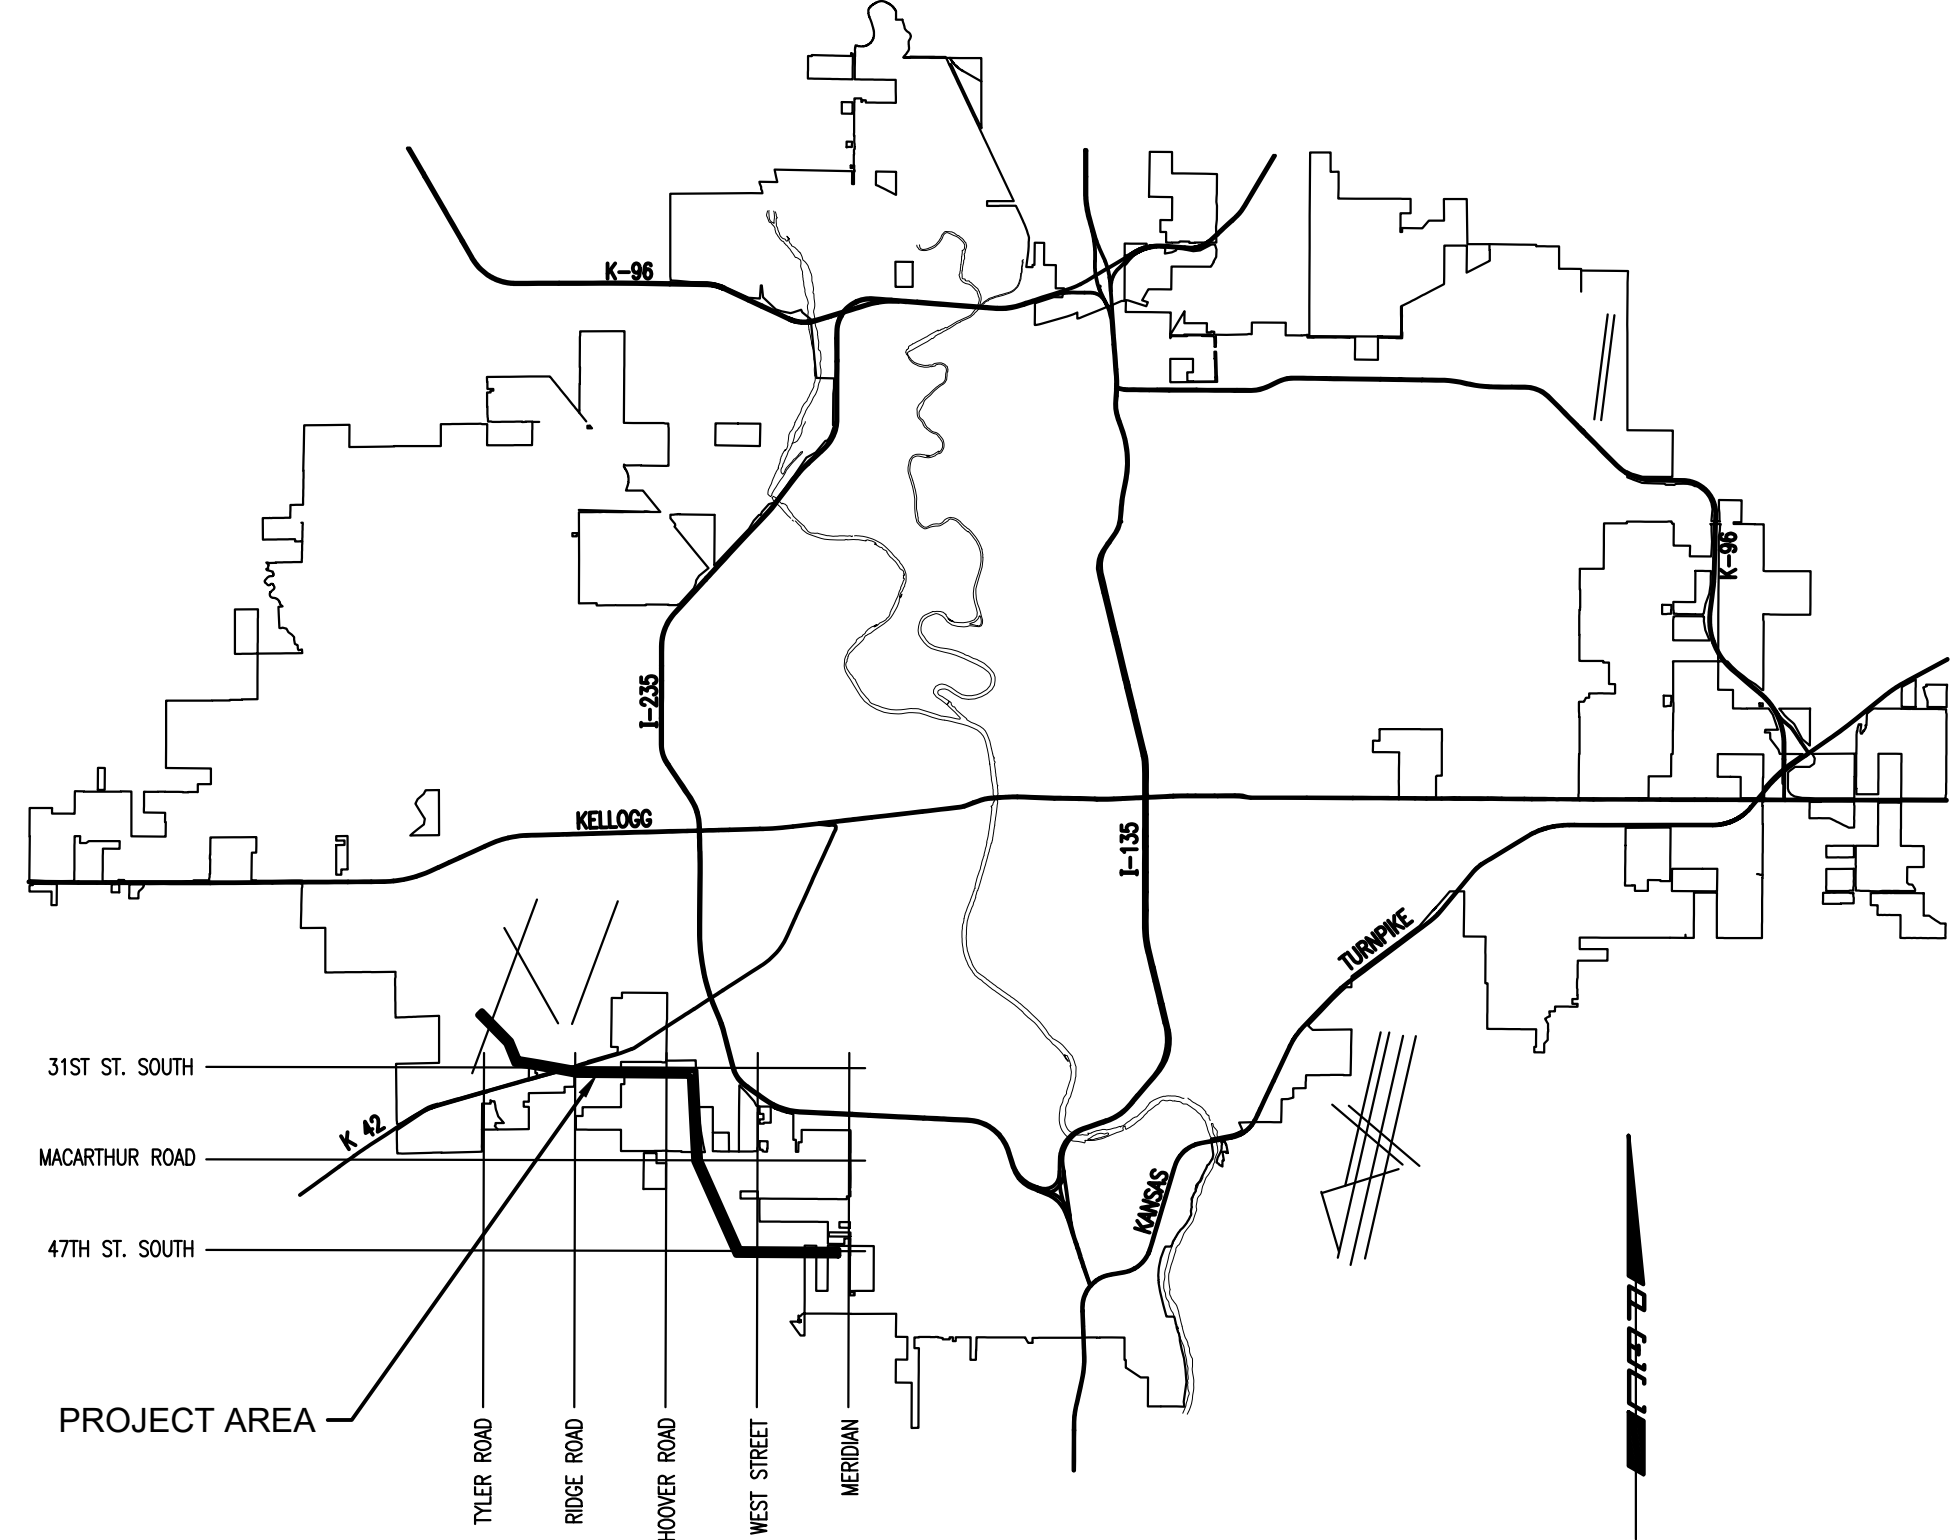 K-96
K-96
I-235
KELLOGG
I-135
TURNPIKE
31ST ST. SOUTH
K 42
MACARTHUR ROAD
KANSAS
47TH ST. SOUTH
PROJECT AREA
TYLER ROAD
RIDGE ROAD
HOOVER ROAD
WEST STREET
MERIDIAN